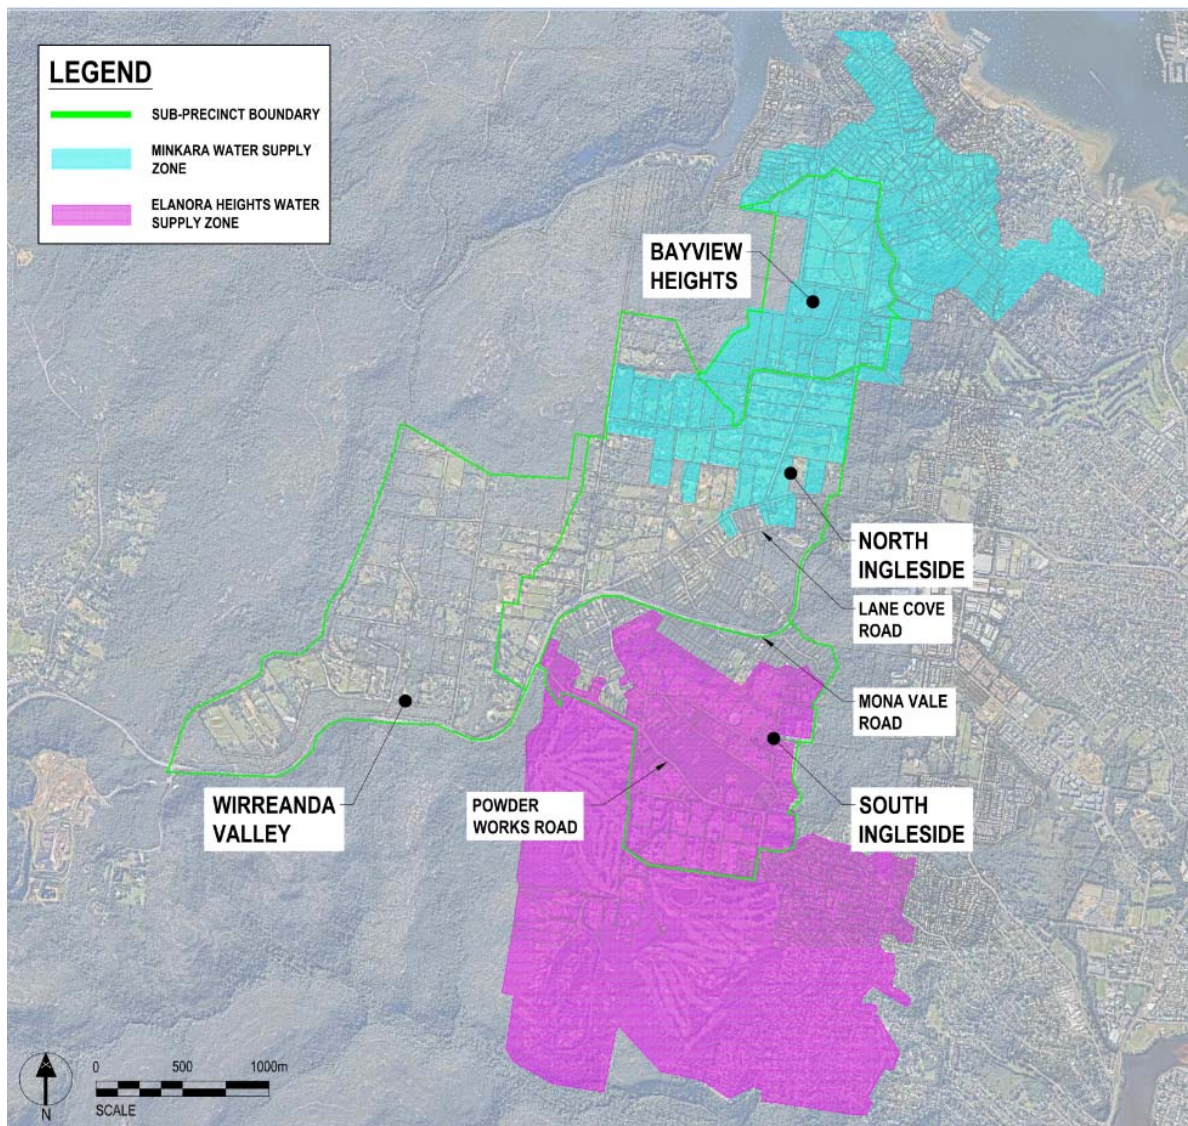 LEGEND
SUB-PRECINCT BOUNDARY
MINKARA WATER SUPPLY
ZONE
ELANORA HEIGHTS WATER
SUPPLY ZONE
BAYVIEW
HEIGHTS
NORTH
INGLESIDE
LANE COVE
ROAD
MONA VALE
ROAD
WIRREANDA
VALLEY
POWDER
WORKS ROAD
SOUTH
INGLESIDE
N
0 500 1000m
SCALE